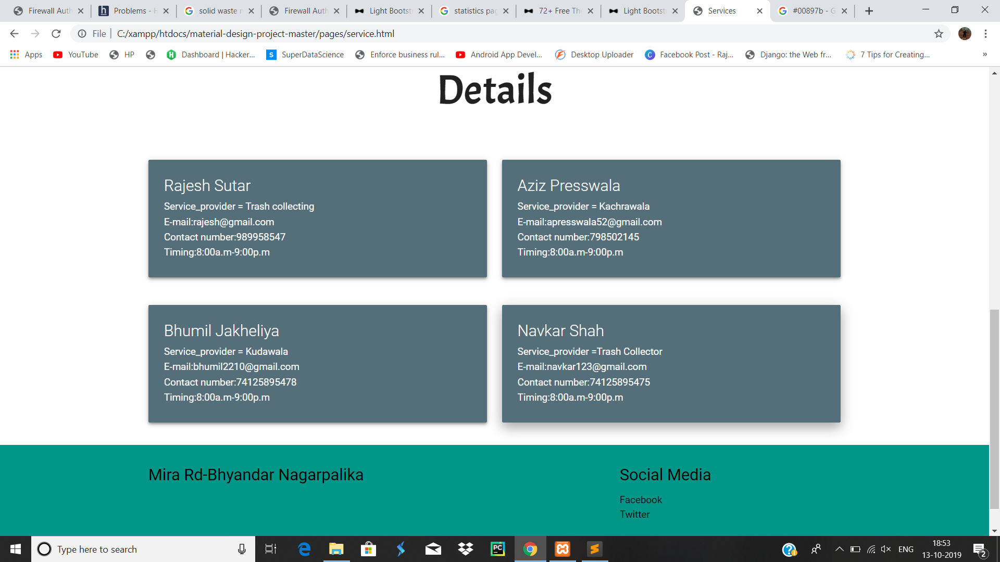 Firewall Auth
Problems - H
solid waste m
Firewall Auth
Light Bootst
statistics pag
72+ Free The
Light Bootst
Services
#00897b - G
File
C:/xampp/htdocs/material-design-project-master/pages/service.html
Apps
YouTube
HP
Dashboard | Hacker...
SuperDataScience
Enforce business rul...
Android App Devel...
Desktop Uploader
Facebook Post - Raj...
Django: the Web fr...
7 Tips for Creating...
»
Details
Rajesh Sutar
Service_provider = Trash collecting
E-mail:rajesh@gmail.com
Contact number:989958547
Timing:8:00a.m-9:00p.m
Aziz Presswala
Service_provider = Kachrawala
E-mail:apresswala52@gmail.com
Contact number:798502145
Timing:8:00a.m-9:00p.m
Bhumil Jakheliya
Service_provider = Kudawala
E-mail:bhumil2210@gmail.com
Contact number:74125895478
Timing:8:00a.m-9:00p.m
Navkar Shah
Service_provider =Trash Collector
E-mail:navkar123@gmail.com
Contact number:74125895475
Timing:8:00a.m-9:00p.m
Mira Rd-Bhyandar Nagarpalika
Social Media
Facebook
Twitter
Type here to search
PC
ENG
18:53
13-10-2019
2